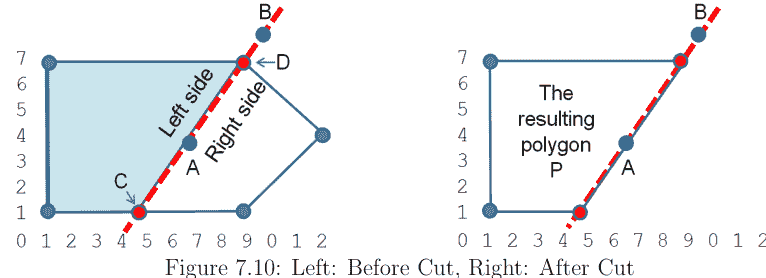 B
B
D
7
7
6
6
5
5
4
4
3
3
2
2
1
1
Left side
Right side
A
C
The
resulting
polygon
P
A
0 1 2 3 4 5 6 7 8 9 0 1 2
0 1 2 3 4 5 6 7 8 9 0 1 2
Figure 7.10: Left: Before Cut, Right: After Cut